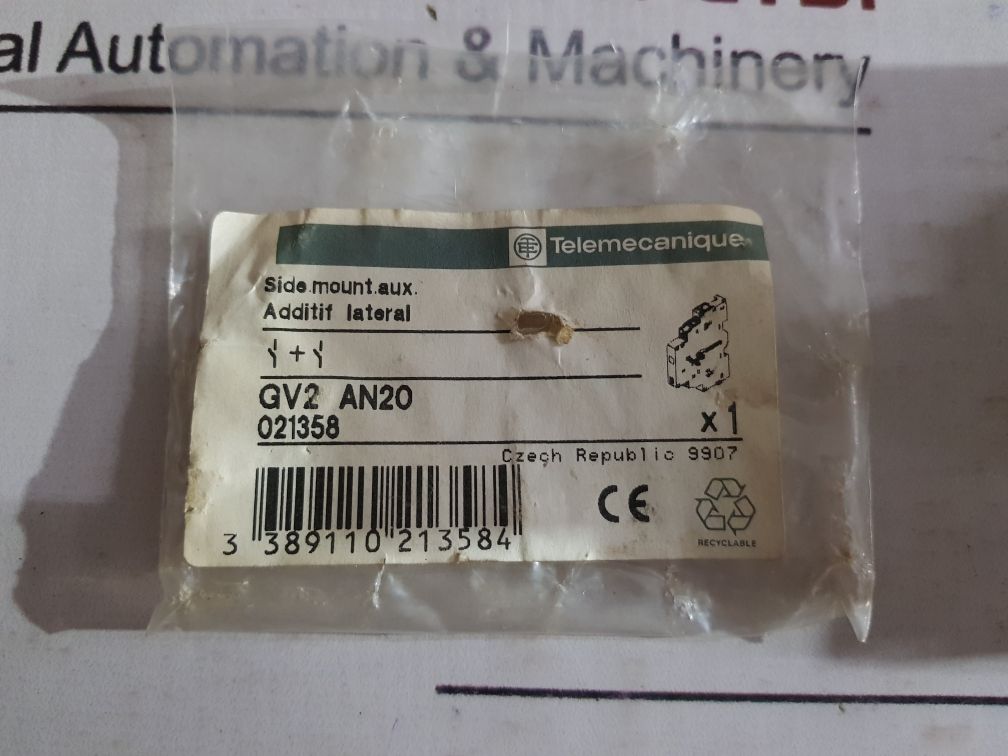 al Automation & Machinery
Telemecanique
Side.mount.aux.
Additif lateral
+
GV2 AN20
021358
x 1
Czech Republic 9907
CE
3 389110 213584
RECYCLABLE